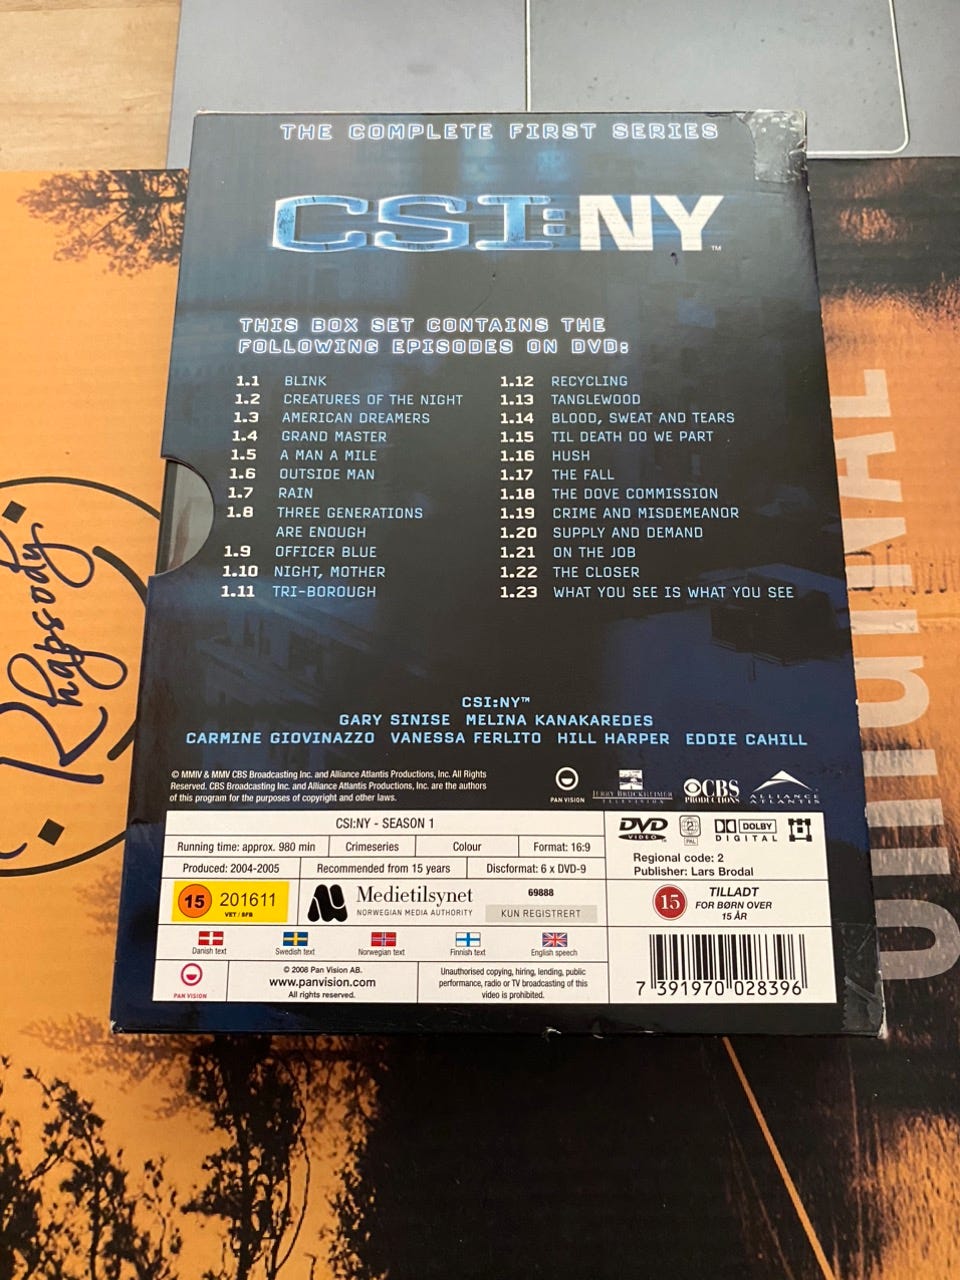 THE COMPLETE FIRST SERIES
CSI:NY™
THIS BOX SET CONTAINS THE
FOLLOWING EPISODES ON DVD:
1.1 BLINK
1.2 CREATURES OF THE NIGHT
1.3 AMERICAN DREAMERS
1.4 GRAND MASTER
1.5 A MAN A MILE
1.6 OUTSIDE MAN
1.7 RAIN
1.8 THREE GENERATIONS
ARE ENOUGH
1.9 OFFICER BLUE
1.10 NIGHT, MOTHER
1.11 TRI-BOROUGH
1.12 RECYCLING
1.13 TANGLEWOOD
1.14 BLOOD, SWEAT AND TEARS
1.15 TIL DEATH DO WE PART
1.16 HUSH
1.17 THE FALL
1.18 THE DOVE COMMISSION
1.19 CRIME AND MISDEMEANOR
1.20 SUPPLY AND DEMAND
1.21 ON THE JOB
1.22 THE CLOSER
1.23 WHAT YOU SEE IS WHAT YOU SEE
CSI:NY™
GARY SINISE MELINA KANAKAREDES
CARMINE GIOVINAZZO VANESSA FERLITO HILL HARPER EDDIE CAHILL
© MMIV & MMV CBS Broadcasting Inc. and Alliance Atlantis Productions, Inc. All Rights
Reserved. CBS Broadcasting Inc. and Alliance Atlantis Productions, Inc. are the authors
of this program for the purposes of copyright and other laws.
PAN VISION
JERRY BRUCKHEIMER
TELEVISION
CBS
PRODUCTIONS
ALLIANCE
ATLANTIS
CSI:NY - SEASON 1
Running time: approx. 980 min
Crimeseries
Colour
Format: 16:9
Produced: 2004-2005
Recommended from 15 years
Discformat: 6 x DVD-9
15 201611
VET / SFB
Medietilsynet
NORWEGIAN MEDIA AUTHORITY
69888
KUN REGISTRERT
Danish text
Swedish text
Norwegian text
Finnish text
English speech
PAN VISION
© 2008 Pan Vision AB.
www.panvision.com
All rights reserved.
Unauthorised copying, hiring, lending, public
performance, radio or TV broadcasting of this
video is prohibited.
DVD
VIDEO
2
PAL
DOLBY
DIGITAL
Regional code: 2
Publisher: Lars Brodal
15
TILLADT
FOR BØRN OVER
15 ÅR
7 391970 028396
Rhapsody
ORIGINAL